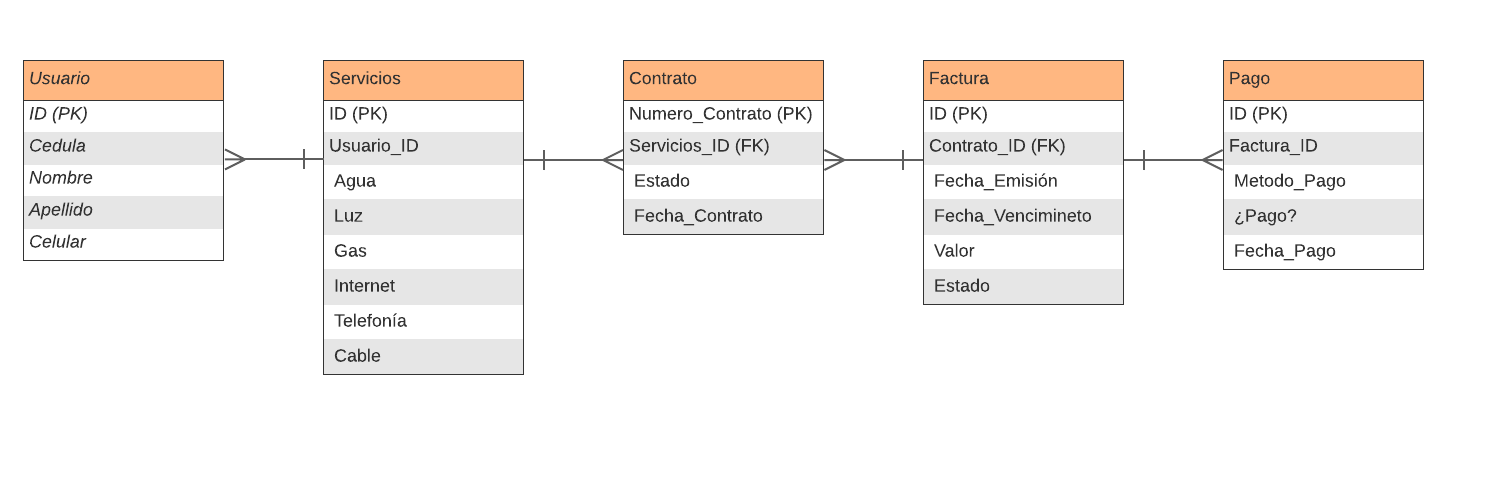 Usuario
ID (PK)
Cedula
Nombre
Apellido
Celular
Servicios
ID (PK)
Usuario_ID
Agua
Luz
Gas
Internet
Telefonía
Cable
Contrato
Numero_Contrato (PK)
Servicios_ID (FK)
Estado
Fecha_Contrato
Factura
ID (PK)
Contrato_ID (FK)
Fecha_Emisión
Fecha_Vencimineto
Valor
Estado
Pago
ID (PK)
Factura_ID
Metodo_Pago
¿Pago?
Fecha_Pago